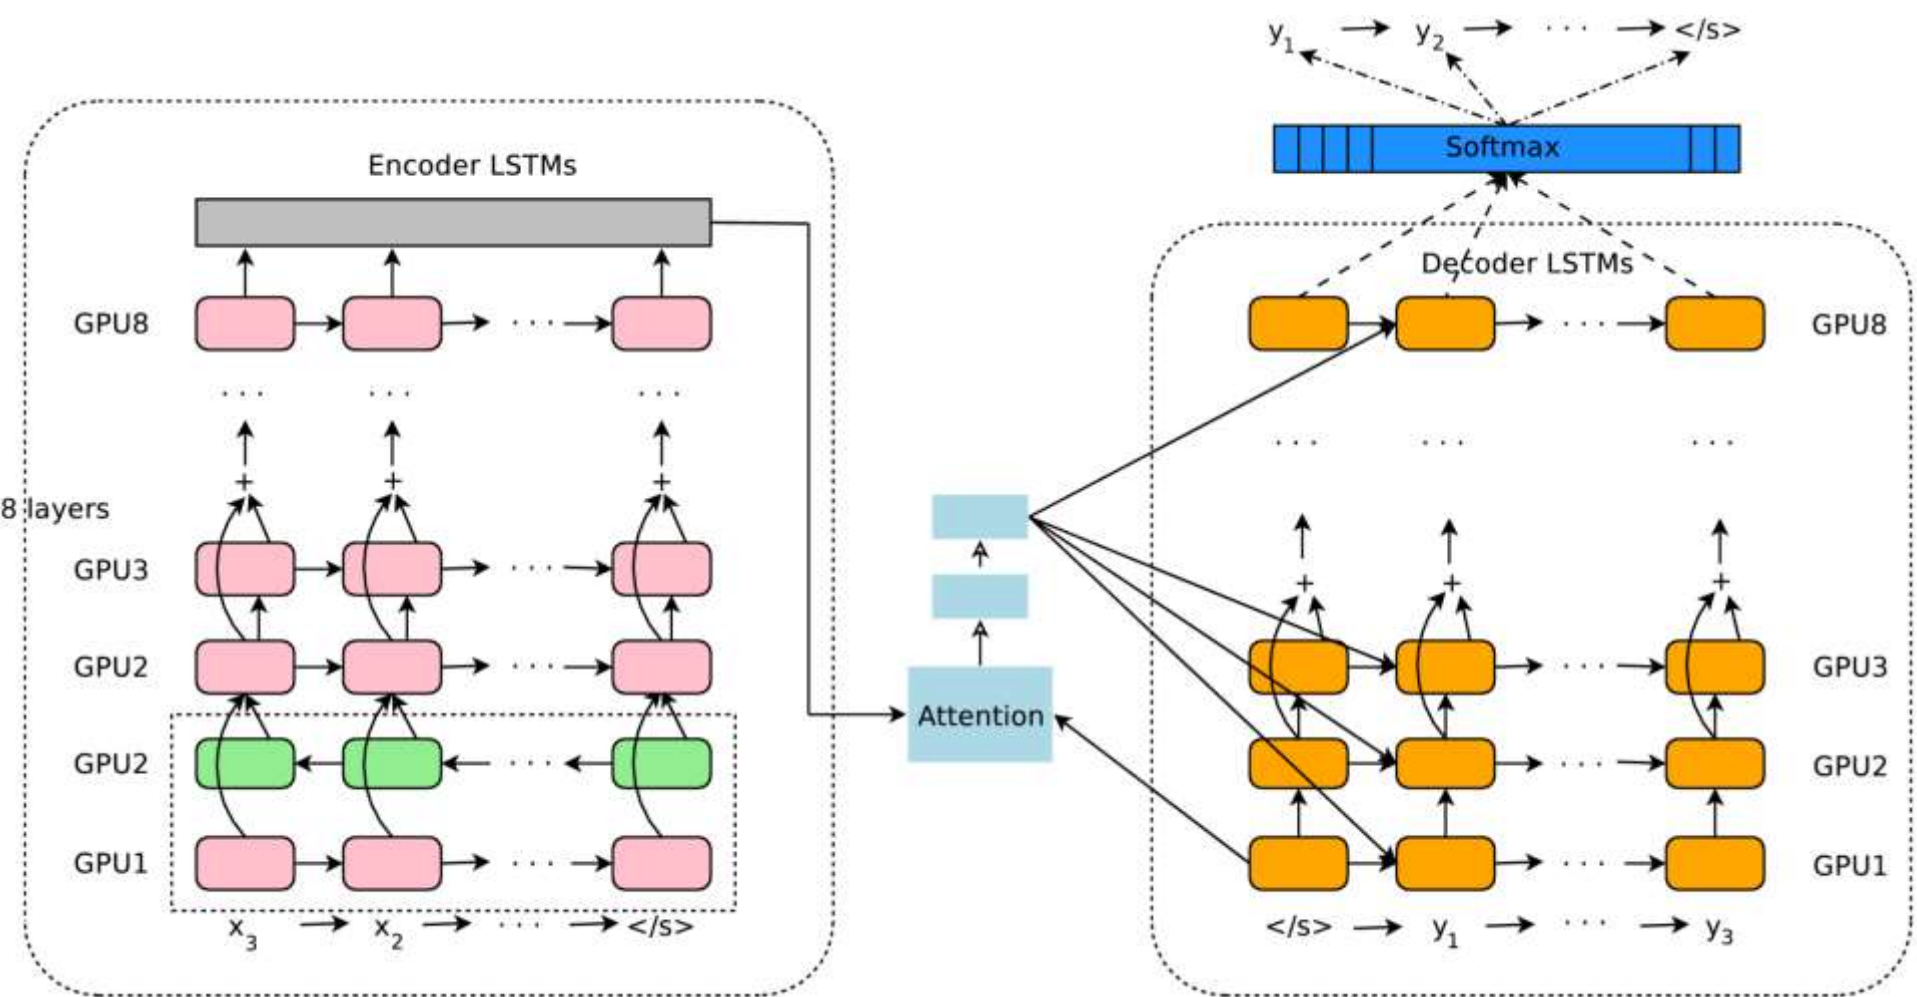 y1 → y2 → ··· → </s>
Softmax
Encoder LSTMs
Decoder LSTMs
GPU8
GPU8
8 layers
GPU3
GPU2
GPU2
GPU1
Attention
GPU3
GPU2
GPU1
x3 → x2 → ··· → </s>
</s> → y1 → ··· → y3